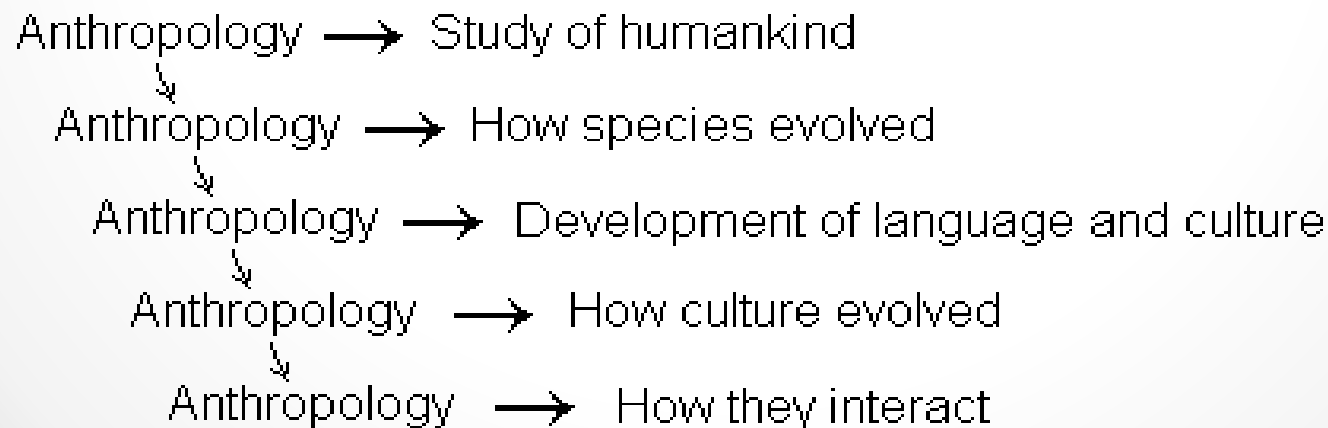 Anthropology → Study of humankind
Anthropology → How species evolved
Anthropology → Development of language and culture
Anthropology → How culture evolved
Anthropology → How they interact